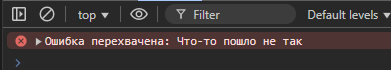 top
Filter
Default levels
Ошибка перехвачена: Что-то пошло не так